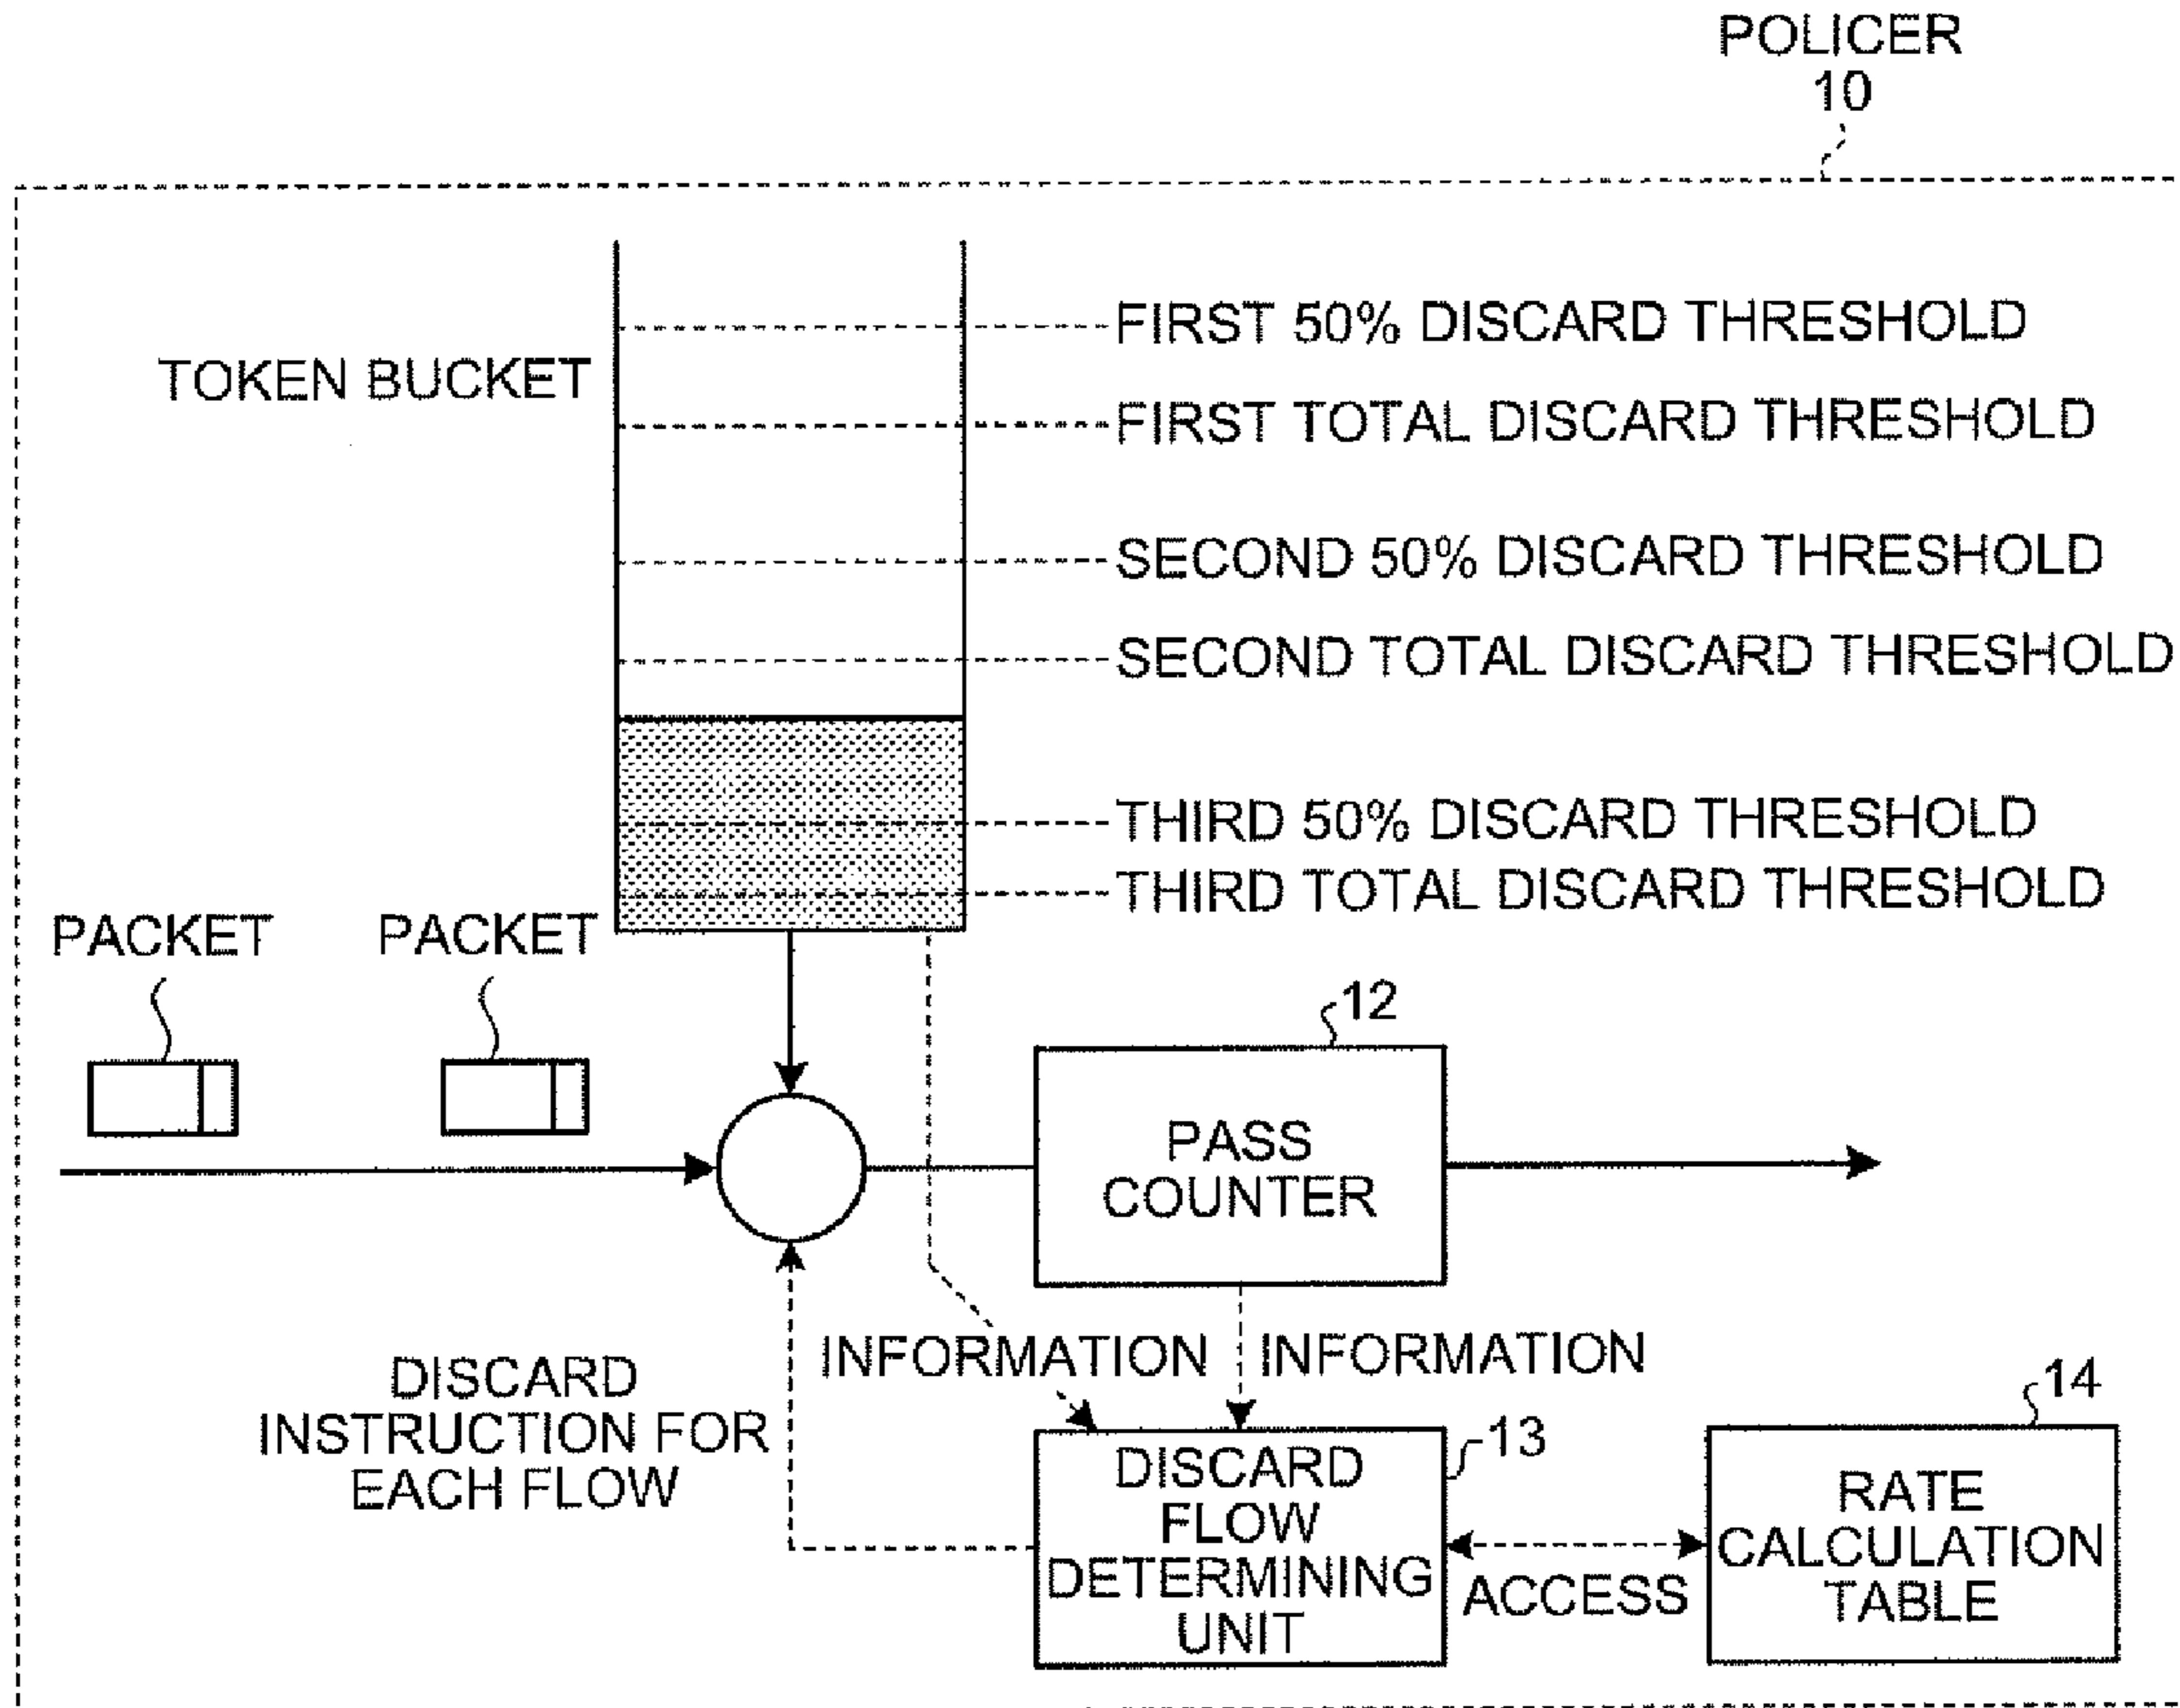 POLICER
10
FIRST 50% DISCARD THRESHOLD
TOKEN BUCKET
FIRST TOTAL DISCARD THRESHOLD
SECOND 50% DISCARD THRESHOLD
SECOND TOTAL DISCARD THRESHOLD
THIRD 50% DISCARD THRESHOLD
THIRD TOTAL DISCARD THRESHOLD
PACKET
PACKET
12
PASS
COUNTER
INFORMATION
INFORMATION
DISCARD
INSTRUCTION FOR
EACH FLOW
13
DISCARD
FLOW
DETERMINING
UNIT
ACCESS
14
RATE
CALCULATION
TABLE